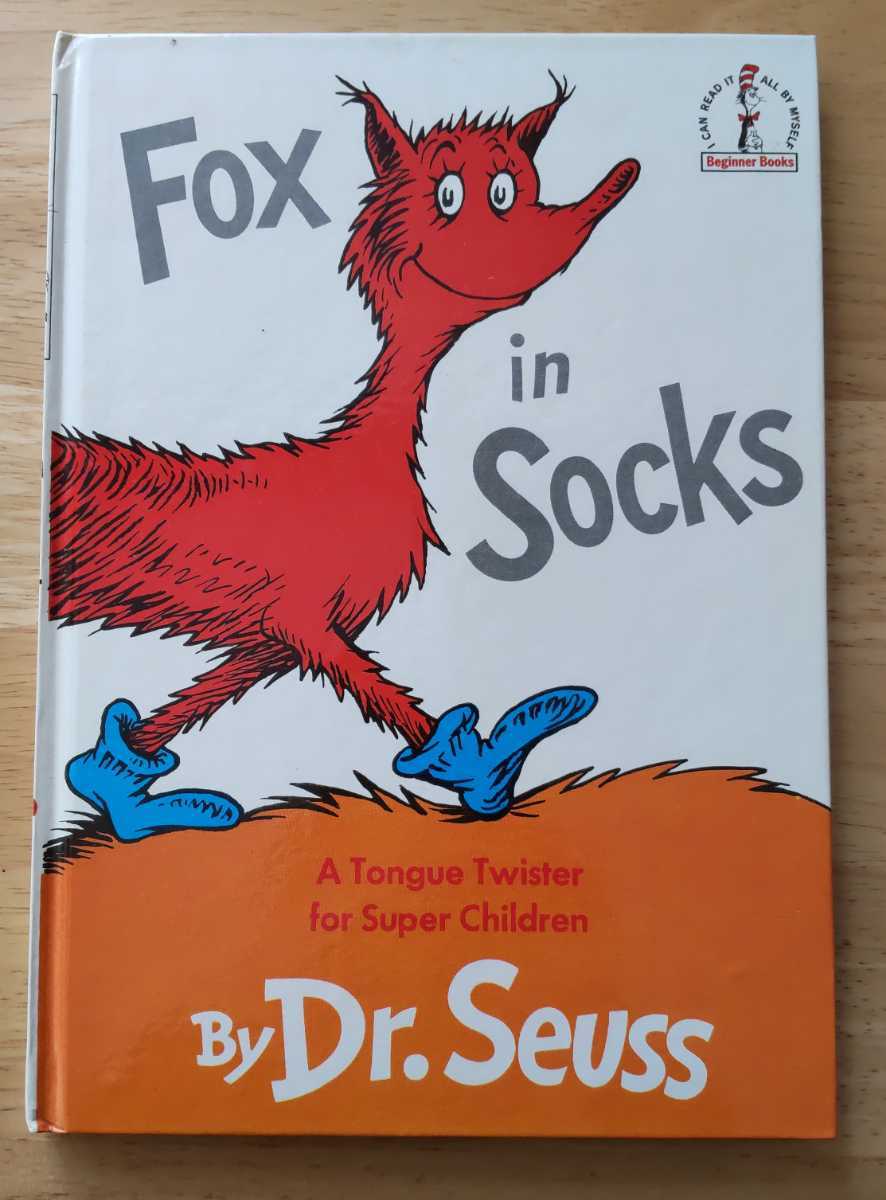 I CAN READ IT ALL BY MYSELF
Beginner Books
Fox
in
Socks
A Tongue Twister
for Super Children
By Dr. Seuss